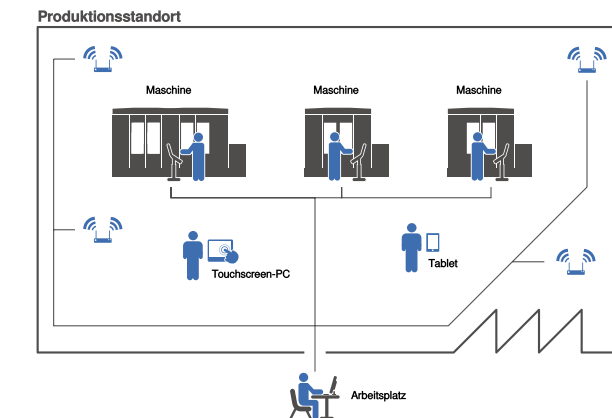 Produktionsstandort
Maschine
Maschine
Maschine
Touchscreen-PC
Tablet
Arbeitsplatz